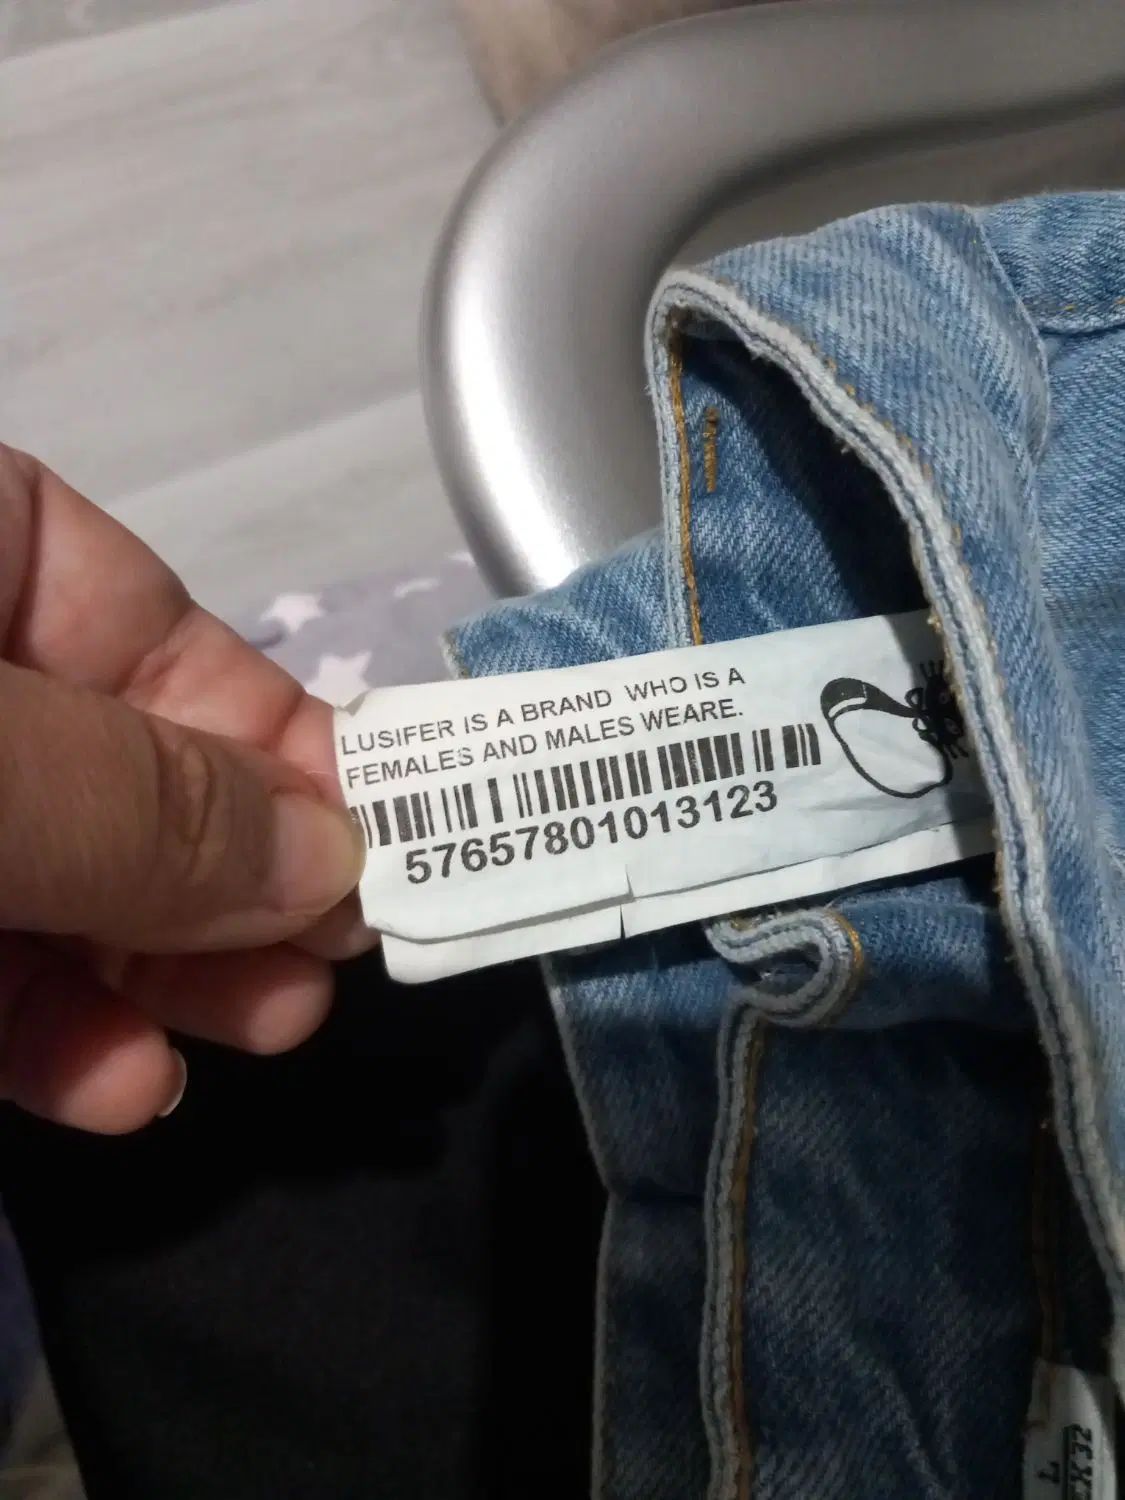 LUSIFER IS A BRAND WHO IS A
FEMALES AND MALES WEARE.
57657801013123